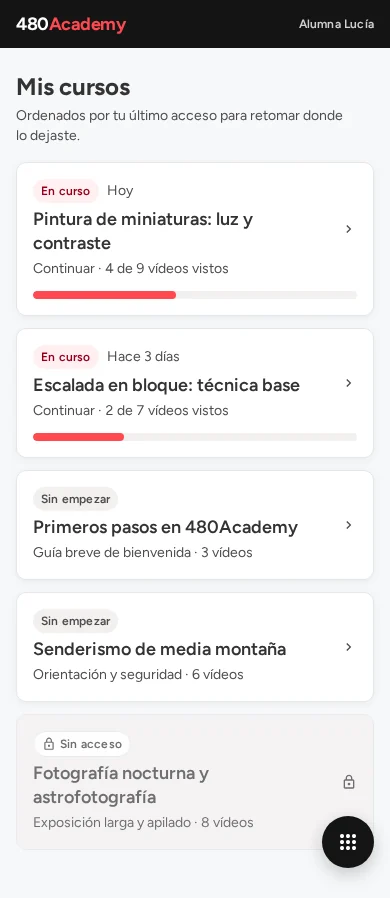 480Academy
Alumna Lucía
Mis cursos
Ordenados por tu último acceso para retomar donde
lo dejaste.
En curso Hoy
Pintura de miniaturas: luz y
contraste
Continuar · 4 de 9 vídeos vistos
En curso Hace 3 días
Escalada en bloque: técnica base
Continuar · 2 de 7 vídeos vistos
Sin empezar
Primeros pasos en 480Academy
Guía breve de bienvenida · 3 vídeos
Sin empezar
Senderismo de media montaña
Orientación y seguridad · 6 vídeos
Sin acceso
Fotografía nocturna y
astrofotografía
Exposición larga y apilado · 8 vídeos